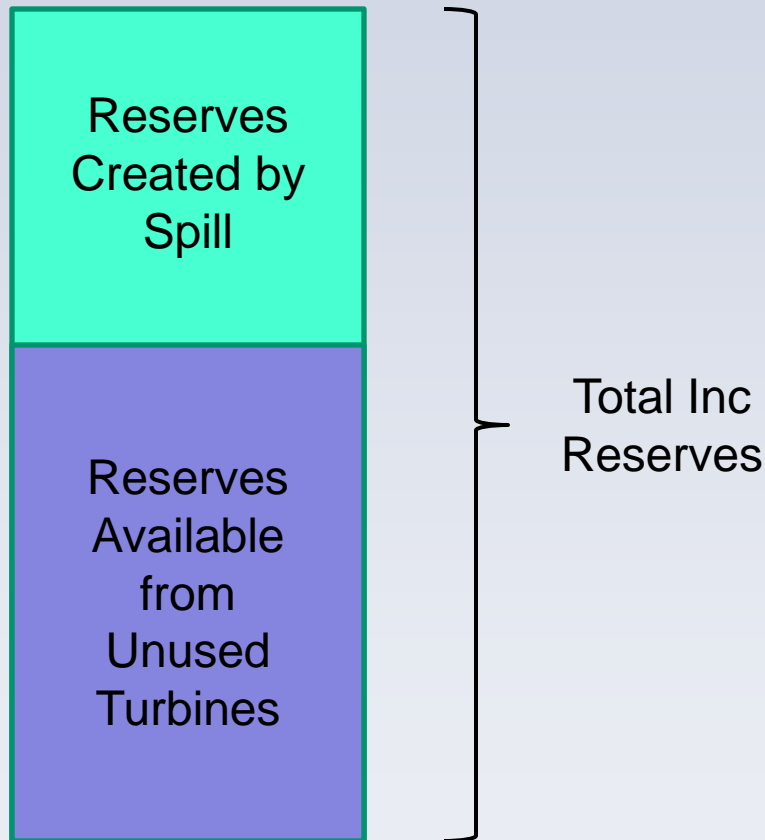 Reserves
Created by
Spill
Total Inc
Reserves
Reserves
Available
from
Unused
Turbines